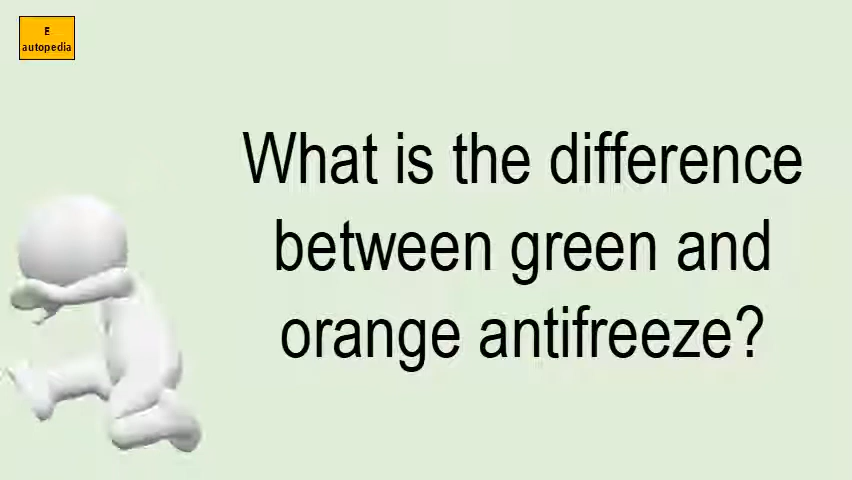 E
autopedia
What is the difference
between green and
orange antifreeze?